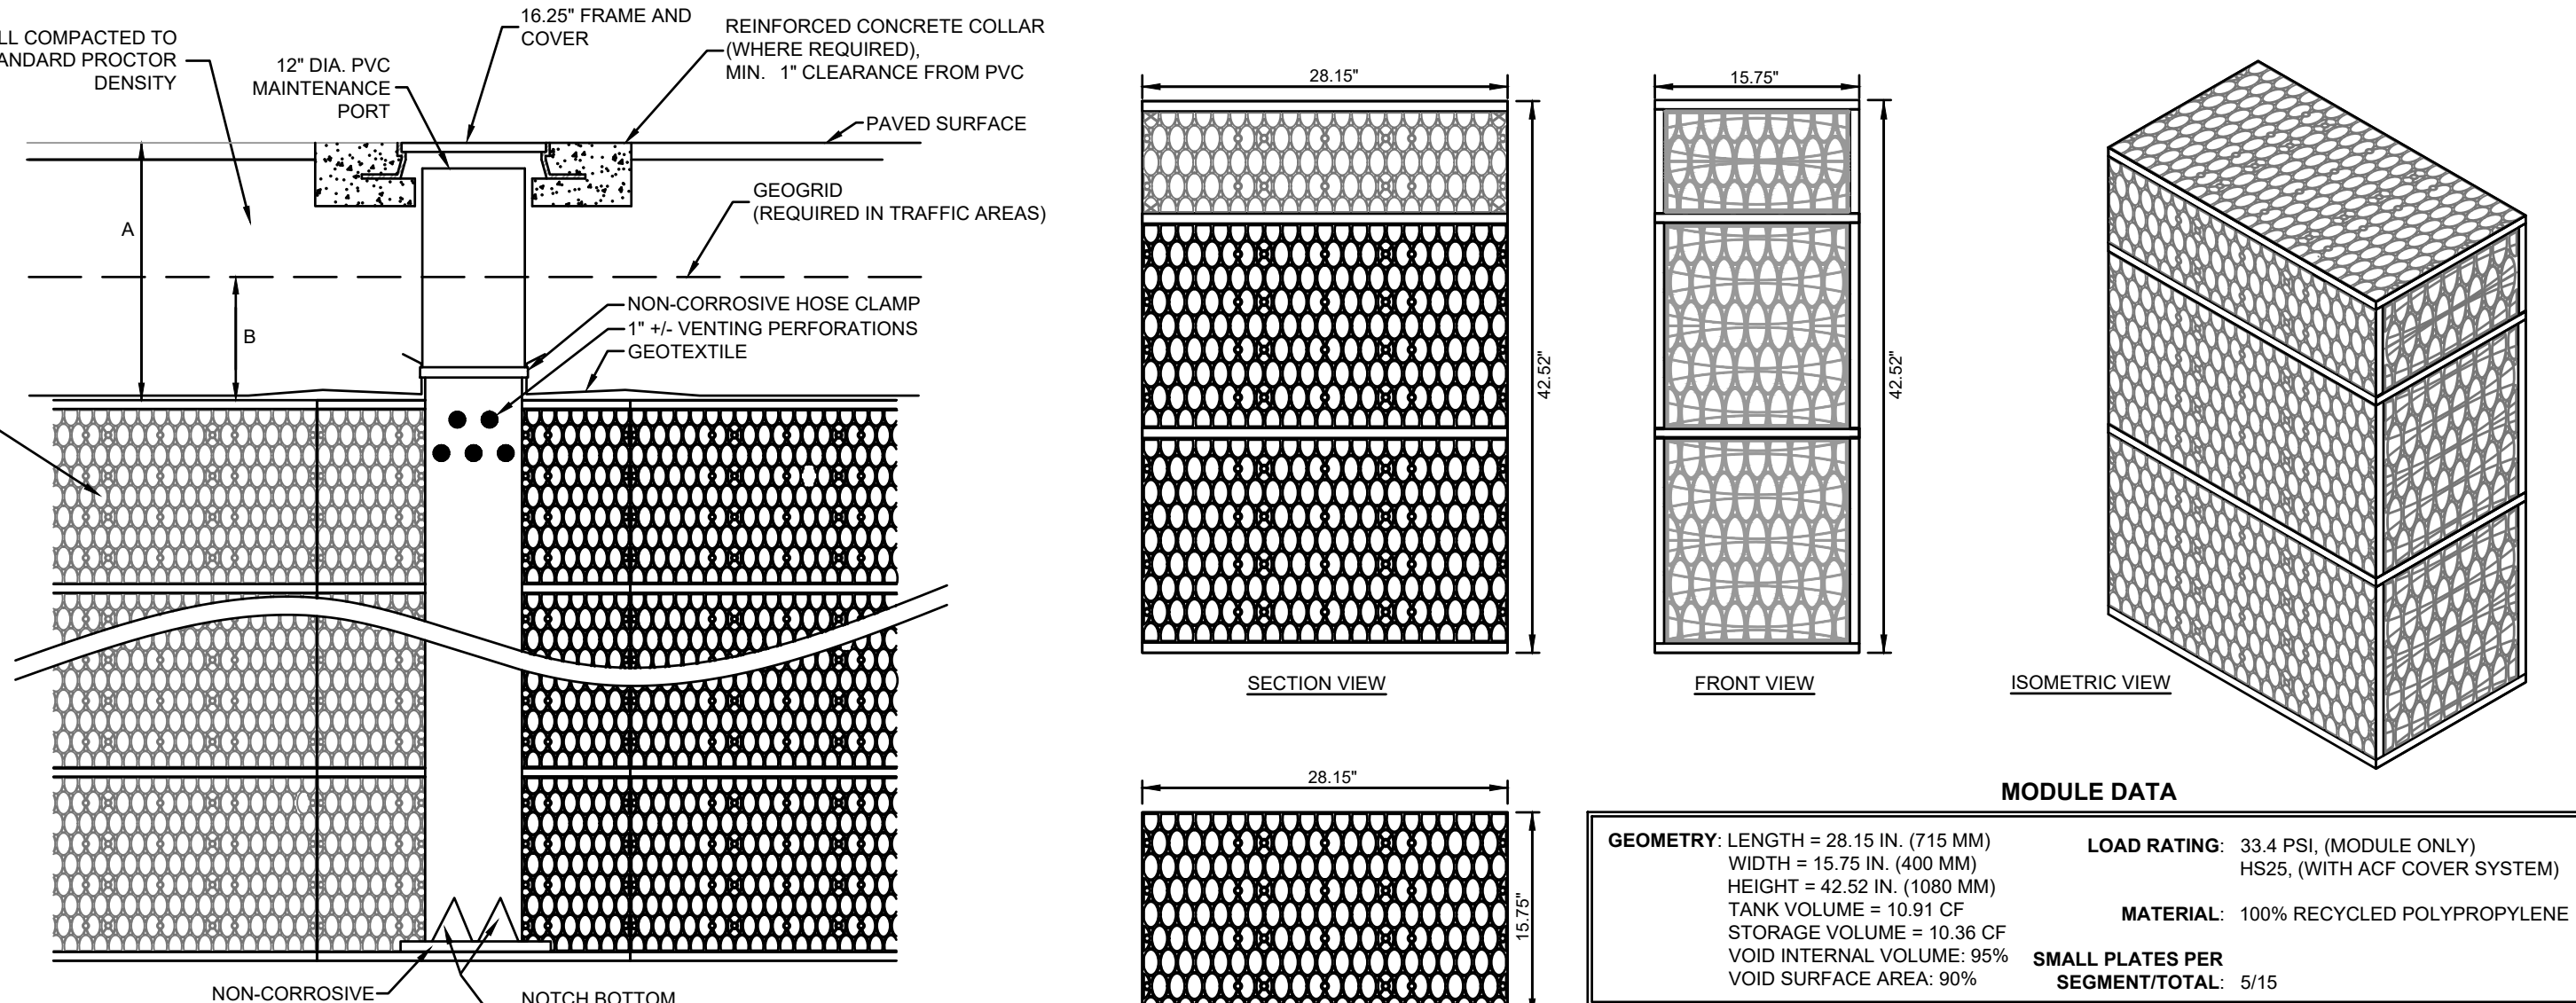 LL COMPACTED TO
ANDARD PROCTOR
DENSITY
12" DIA. PVC
MAINTENANCE
PORT
16.25" FRAME AND
COVER
REINFORCED CONCRETE COLLAR
(WHERE REQUIRED),
MIN. 1" CLEARANCE FROM PVC
PAVED SURFACE
GEOGRID
(REQUIRED IN TRAFFIC AREAS)
A
B
NON-CORROSIVE HOSE CLAMP
1" +/- VENTING PERFORATIONS
GEOTEXTILE
NON-CORROSIVE
NOTCH BOTTOM
28.15"
42.52"
SECTION VIEW
15.75"
42.52"
FRONT VIEW
ISOMETRIC VIEW
28.15"
15.75"
MODULE DATA
GEOMETRY: LENGTH = 28.15 IN. (715 MM)
WIDTH = 15.75 IN. (400 MM)
HEIGHT = 42.52 IN. (1080 MM)
TANK VOLUME = 10.91 CF
STORAGE VOLUME = 10.36 CF
VOID INTERNAL VOLUME: 95%
VOID SURFACE AREA: 90%
LOAD RATING: 33.4 PSI, (MODULE ONLY)
HS25, (WITH ACF COVER SYSTEM)
MATERIAL: 100% RECYCLED POLYPROPYLENE
SMALL PLATES PER
SEGMENT/TOTAL: 5/15